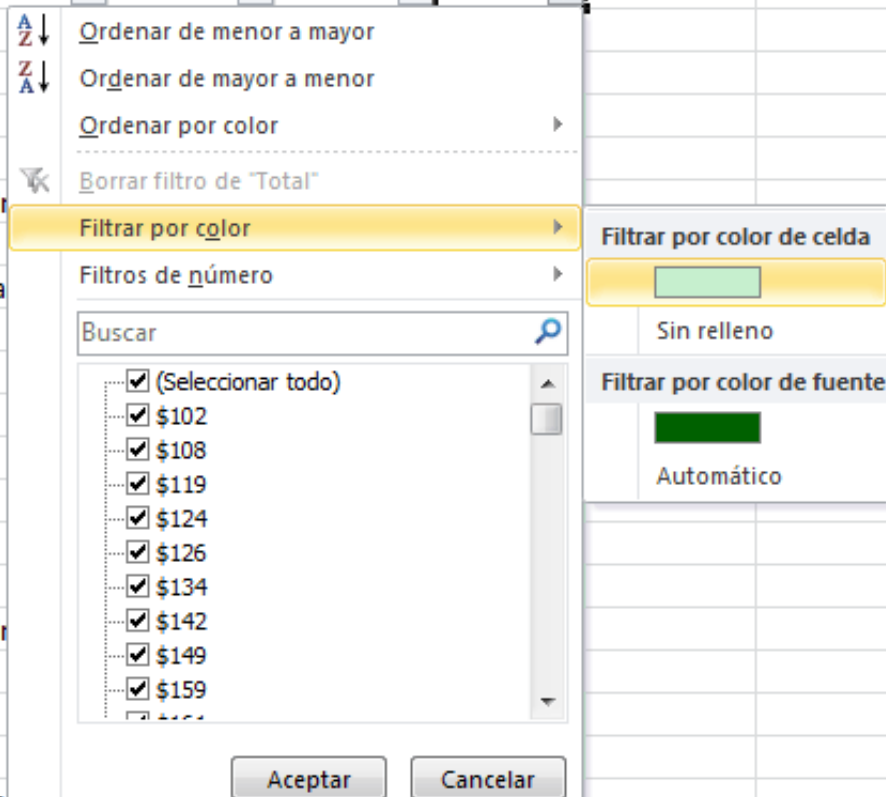 Ordenar de menor a mayor
Ordenar de mayor a menor
Ordenar por color
Borrar filtro de "Total"
Filtrar por color
Filtros de número
Buscar
(Seleccionar todo)
$102
$108
$119
$124
$126
$134
$142
$149
$159
Aceptar
Cancelar
Filtrar por color de celda
Sin relleno
Filtrar por color de fuente
Automático